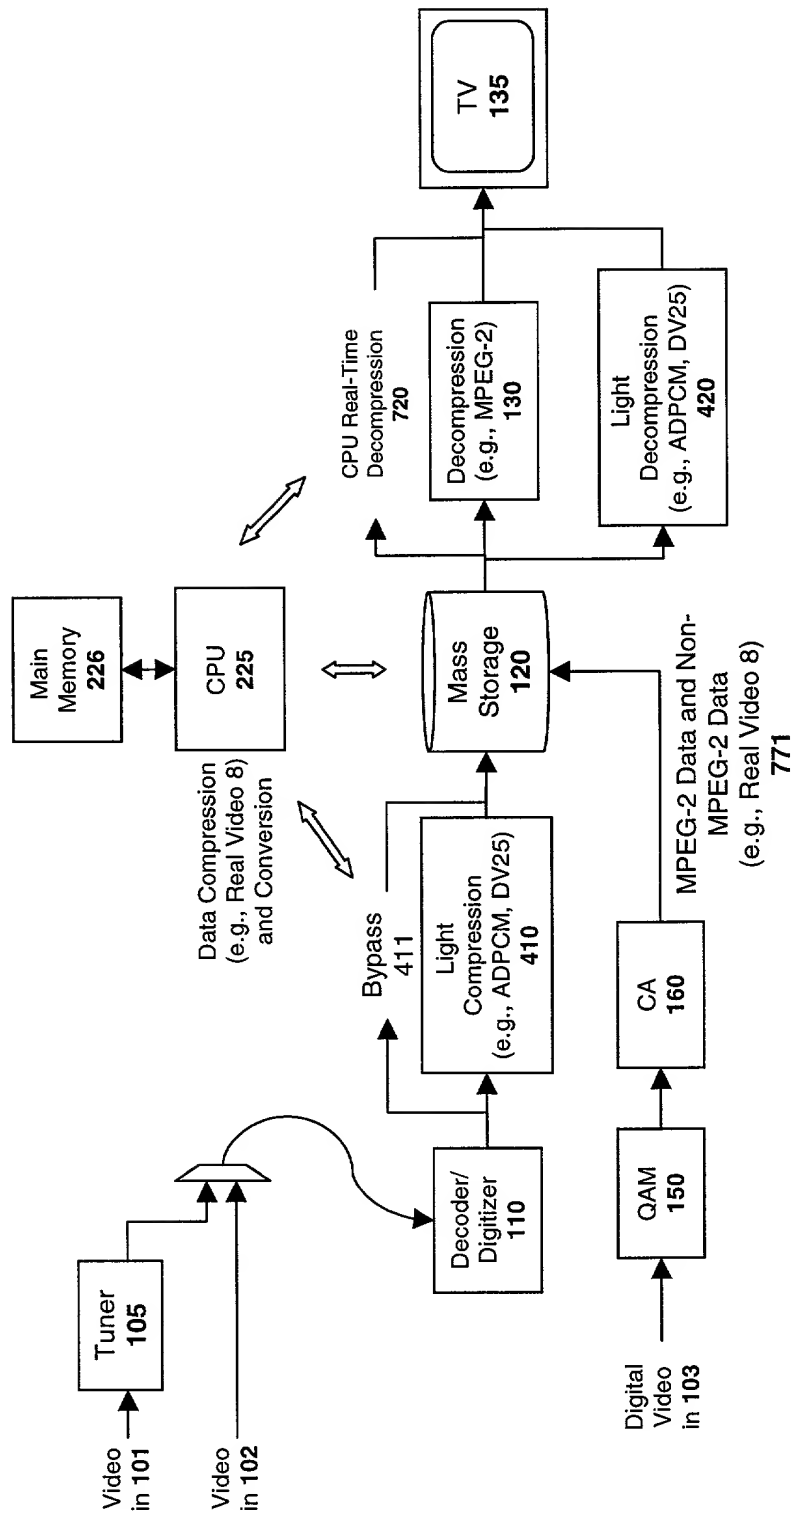 Video
in 101
Video
in 102
Tuner
105
Digital
Video
in 103
Decoder/
Digitizer
110
QAM
150
CA
160
Bypass
411
Light
Compression
(e.g., ADPCM, DV25)
410
Data Compression
(e.g., Real Video 8)
and Conversion
Main
Memory
226
CPU
225
Mass
Storage
120
MPEG-2 Data and Non-
MPEG-2 Data
(e.g., Real Video 8)
771
CPU Real-Time
Decompression
720
Decompression
(e.g., MPEG-2)
130
Light
Decompression
(e.g., ADPCM, DV25)
420
TV
135